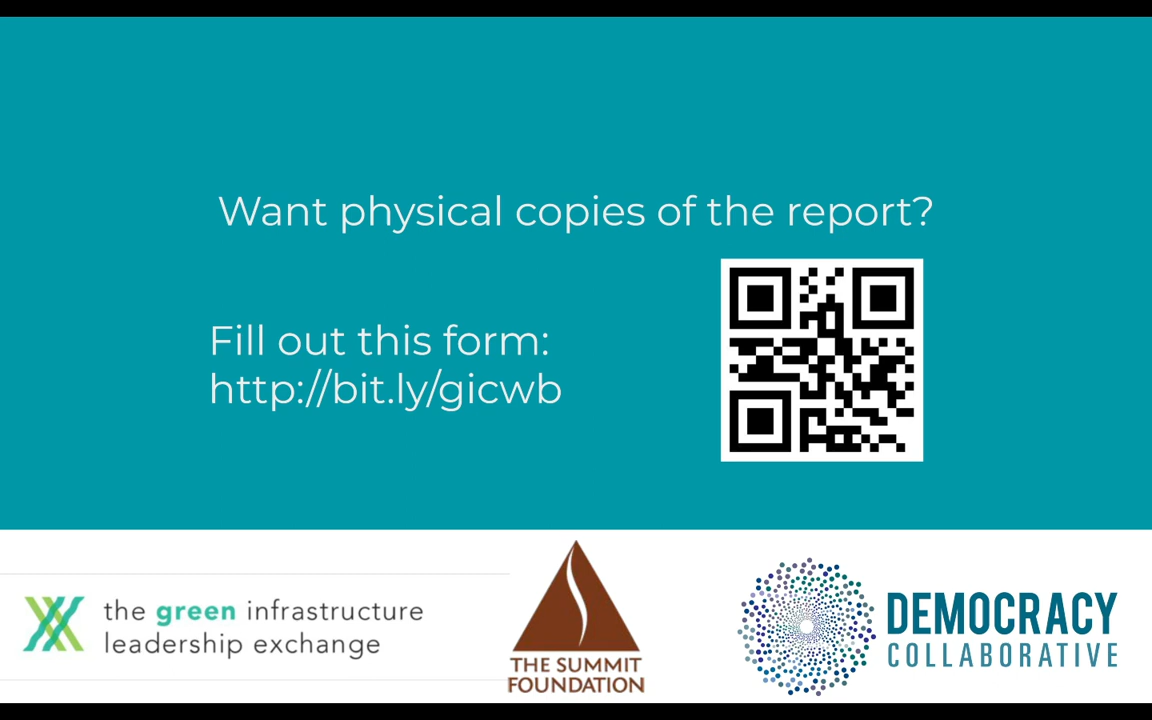 Want physical copies of the report?
Fill out this form:
http://bit.ly/gicwb
the green infrastructure
leadership exchange
THE SUMMIT
FOUNDATION
DEMOCRACY
COLLABORATIVE